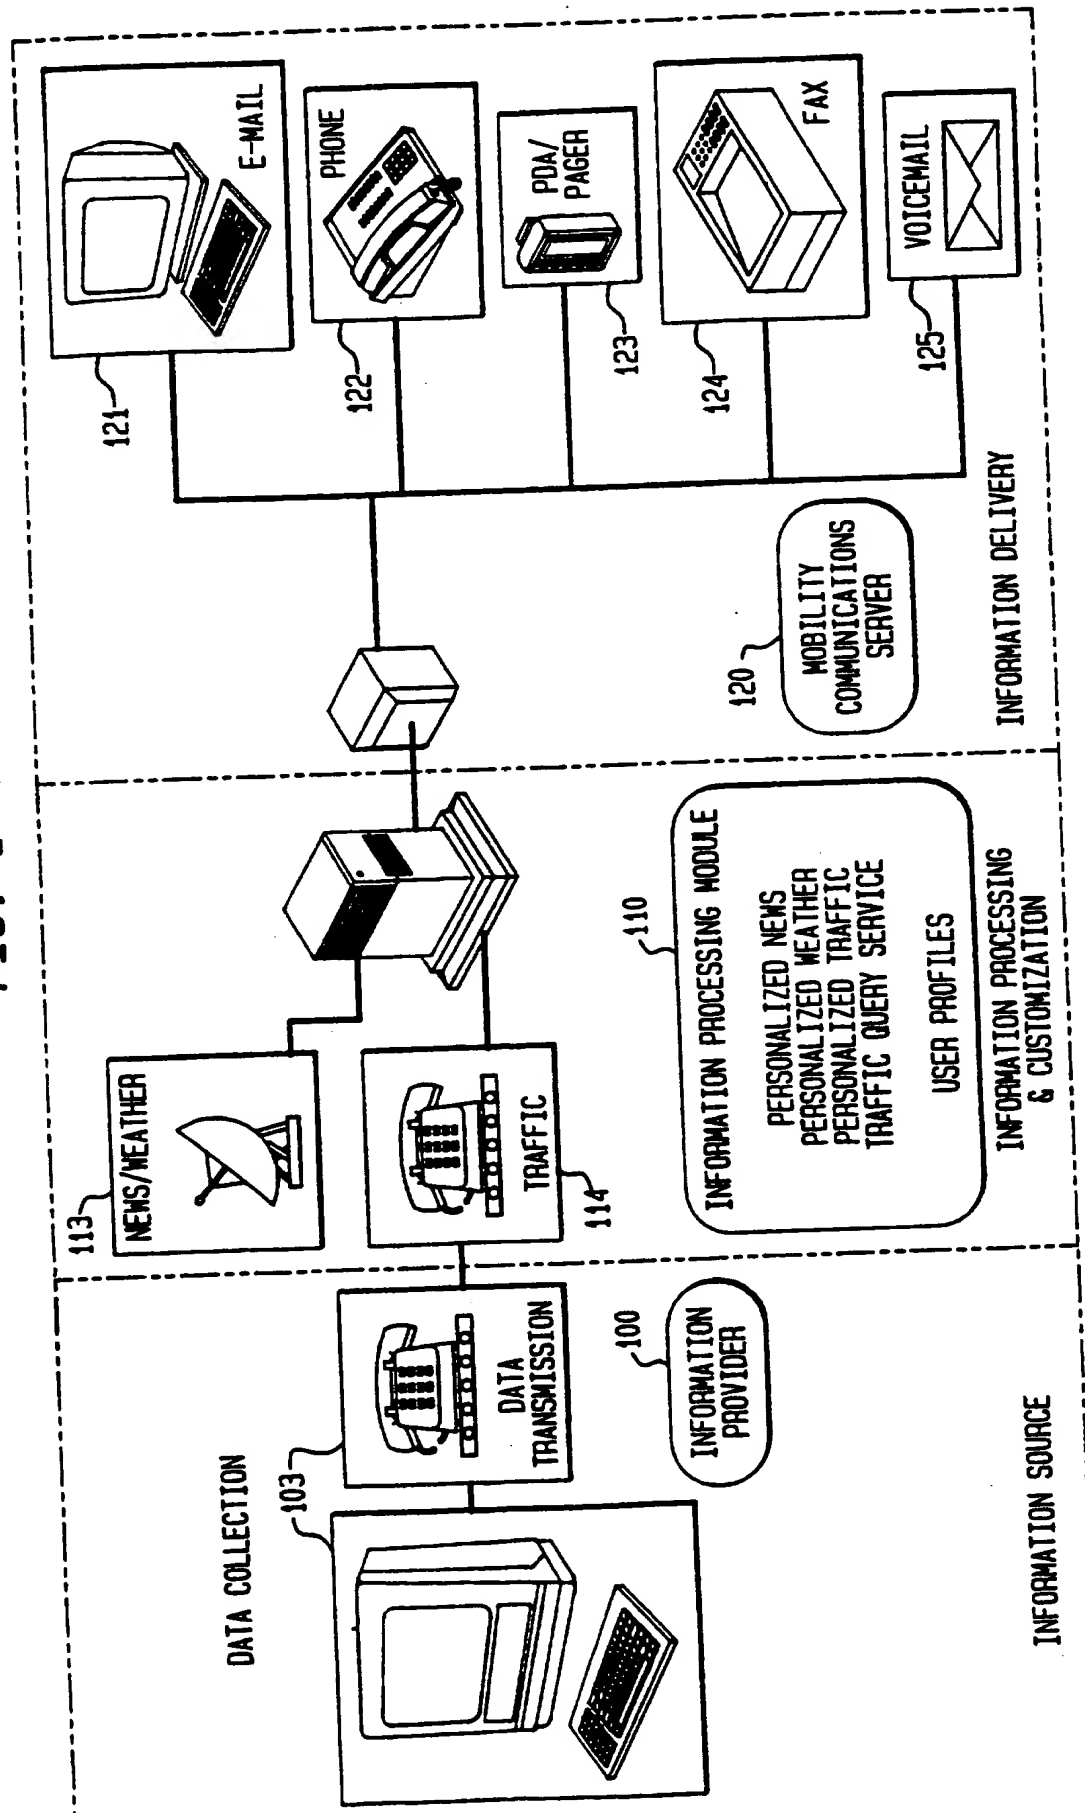 DATA COLLECTION
103
DATA
TRANSMISSION
100
INFORMATION
PROVIDER
INFORMATION SOURCE
113
NEWS/WEATHER
TRAFFIC
114
110
INFORMATION PROCESSING MODULE
PERSONALIZED NEWS
PERSONALIZED WEATHER
PERSONALIZED TRAFFIC
TRAFFIC QUERY SERVICE
USER PROFILES
INFORMATION PROCESSING
& CUSTOMIZATION
120
MOBILITY
COMMUNICATIONS
SERVER
INFORMATION DELIVERY
121
E-MAIL
122
PHONE
123
PDA/
PAGER
124
FAX
125
VOICEMAIL